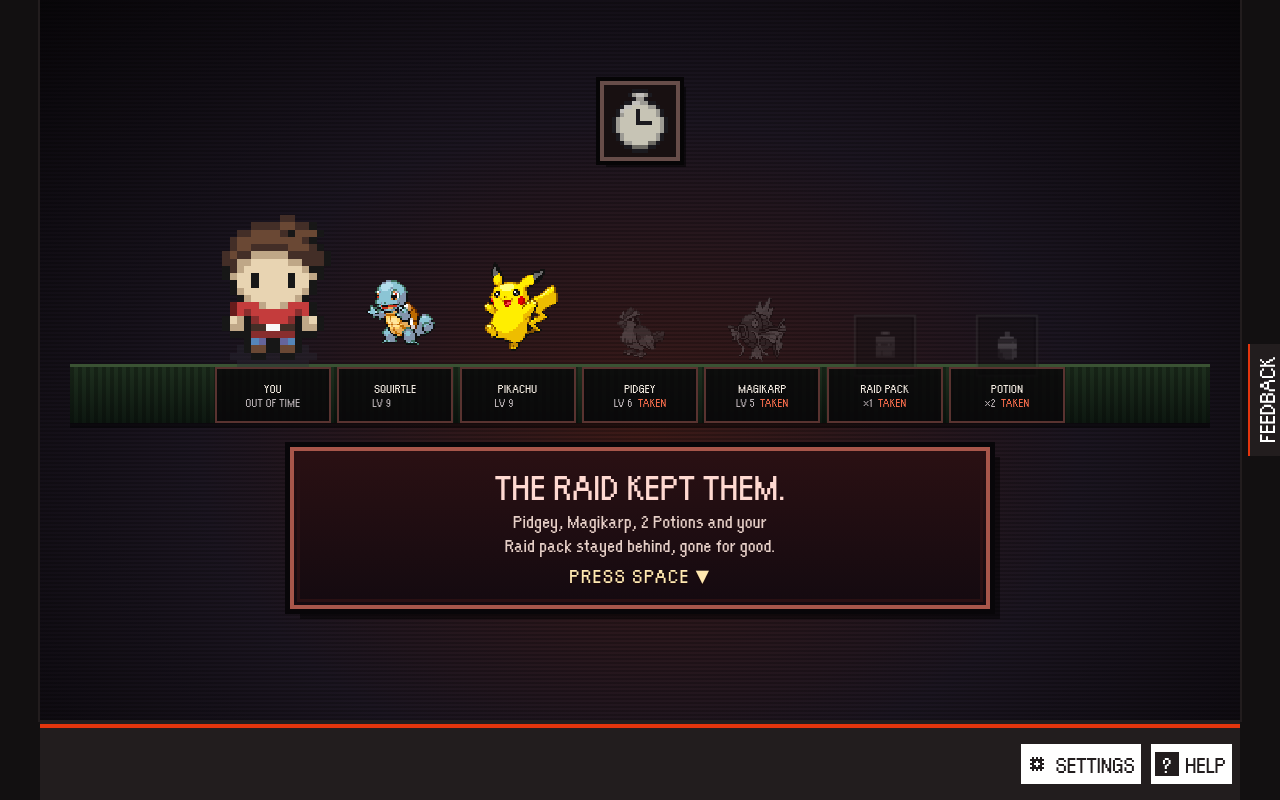 YOU
OUT OF TIME
SQUIRTLE
LV 9
PIKACHU
LV 9
PIDGEY
LV 6 TAKEN
MAGIKARP
LV 5 TAKEN
RAID PACK
×1 TAKEN
POTION
×2 TAKEN
THE RAID KEPT THEM.
Pidgey, Magikarp, 2 Potions and your
Raid pack stayed behind, gone for good.
PRESS SPACE ▼
FEEDBACK
SETTINGS
? HELP